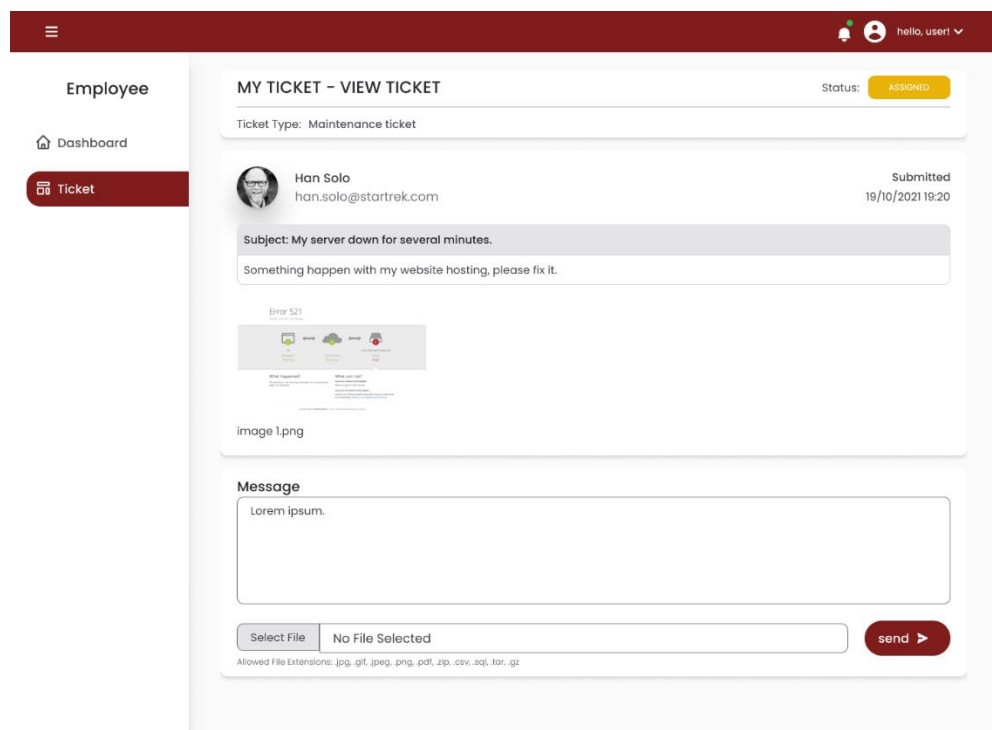 hello, user!
Employee
MY TICKET - VIEW TICKET
Status:
ASSIGNED
Ticket Type: Maintenance ticket
Dashboard
Ticket
Han Solo
han.solo@startrek.com
Submitted
19/10/2021 19:20
Subject: My server down for several minutes.
Something happen with my website hosting, please fix it.
Error 521
What happened?
What can I do?
image 1.png
Message
Lorem ipsum.
Select File
No File Selected
send
Allowed File Extensions: .jpg, .gif, .jpeg, .png, .pdf, .zip, .csv, .sql, .tar, .gz